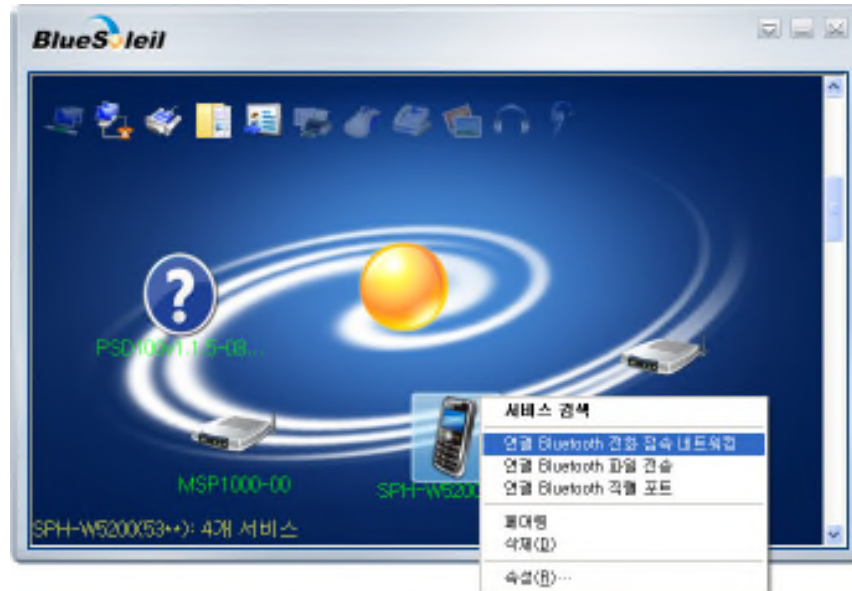 BlueSoleil
?
PSD100v1.1.5-08...
MSP1000-00
SPH-W5200
SPH-W5200(53**): 4개 서비스
서비스 검색
연결 Bluetooth 전화 접속 네트워킹
연결 Bluetooth 파일 전송
연결 Bluetooth 직렬 포트
페어링
삭제(D)
속성(R)...